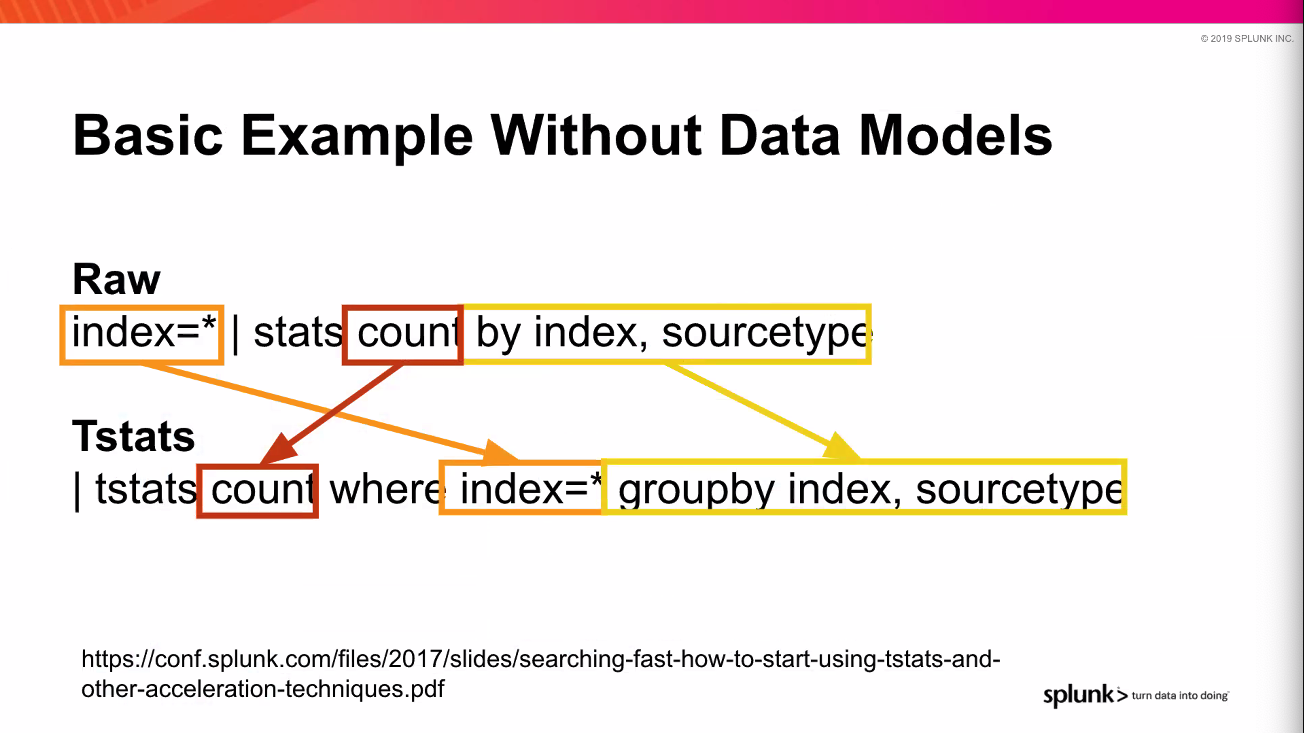 © 2019 SPLUNK INC.
Basic Example Without Data Models
Raw
index=* | stats count by index, sourcetype
Tstats
| tstats count where index=* groupby index, sourcetype
https://conf.splunk.com/files/2017/slides/searching-fast-how-to-start-using-tstats-and-
other-acceleration-techniques.pdf
splunk> turn data into doing™